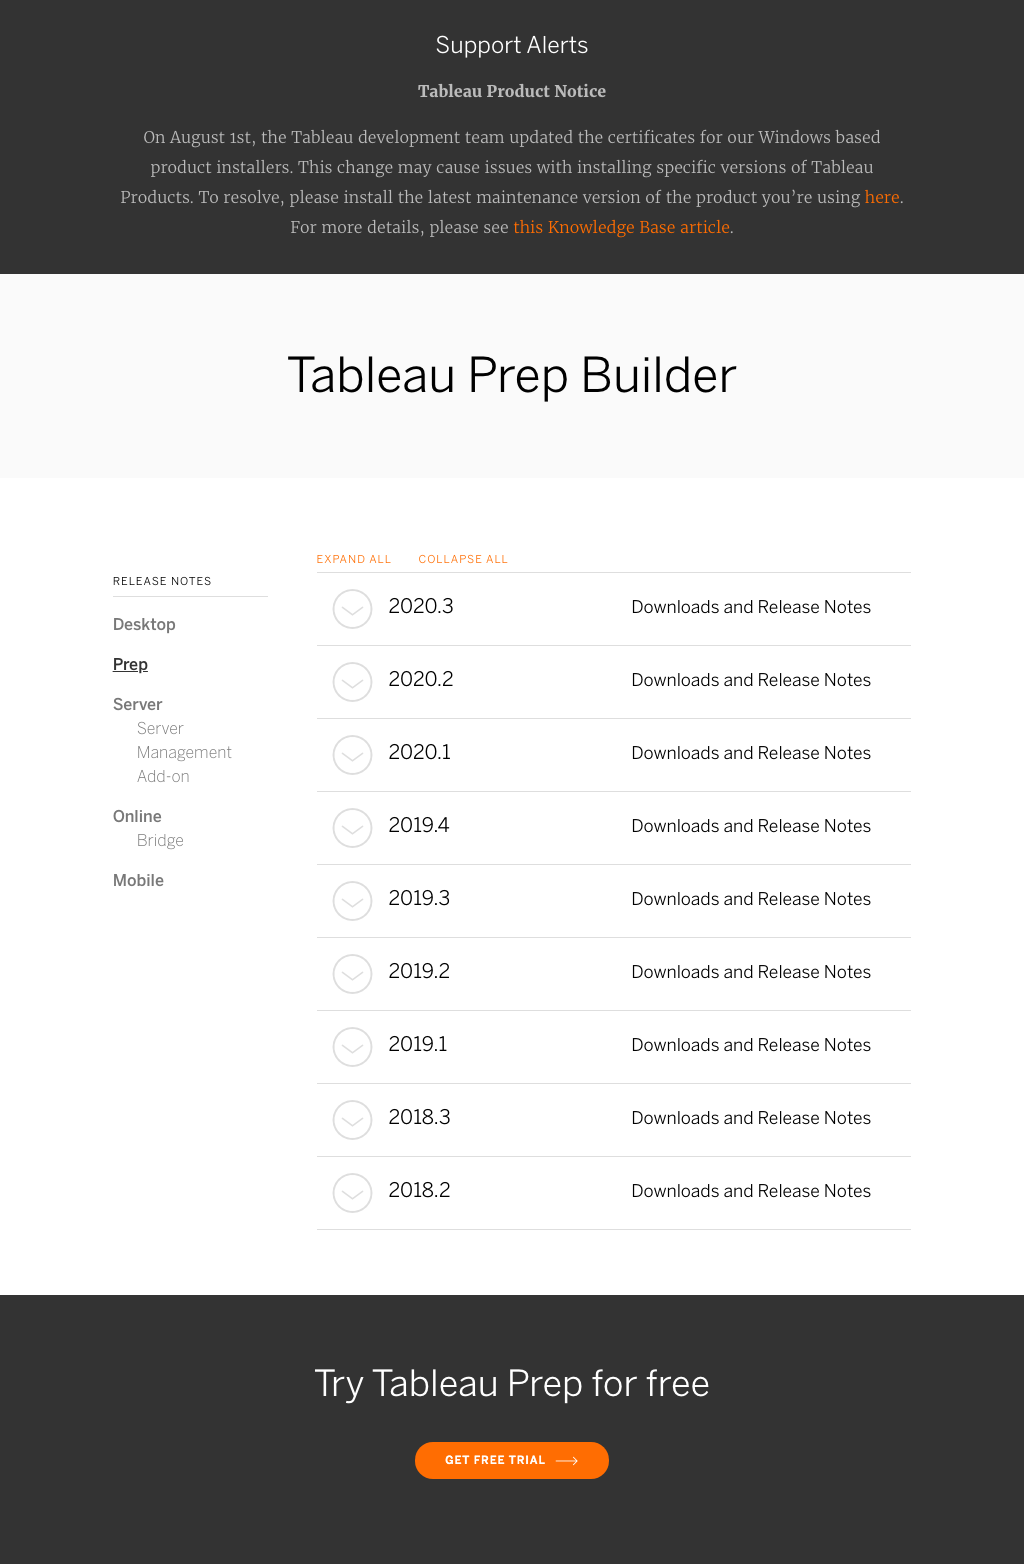 Support Alerts
Tableau Product Notice
On August 1st, the Tableau development team updated the certificates for our Windows based
product installers. This change may cause issues with installing specific versions of Tableau
Products. To resolve, please install the latest maintenance version of the product you’re using here.
For more details, please see this Knowledge Base article.
Tableau Prep Builder
RELEASE NOTES
Desktop
Prep
Server
Server
Management
Add-on
Online
Bridge
Mobile
EXPAND ALL COLLAPSE ALL
2020.3 Downloads and Release Notes
2020.2 Downloads and Release Notes
2020.1 Downloads and Release Notes
2019.4 Downloads and Release Notes
2019.3 Downloads and Release Notes
2019.2 Downloads and Release Notes
2019.1 Downloads and Release Notes
2018.3 Downloads and Release Notes
2018.2 Downloads and Release Notes
Try Tableau Prep for free
GET FREE TRIAL